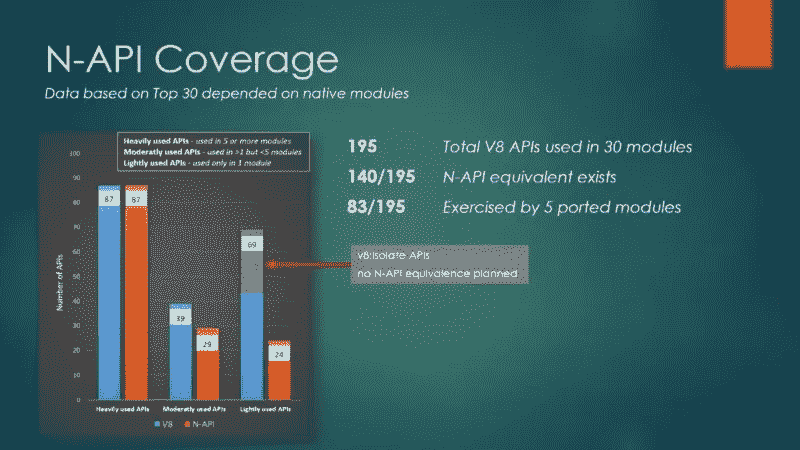 N-API Coverage
Data based on Top 30 depended on native modules
Heavily used APIs - used in 5 or more modules
Moderatly used APIs - used in >1 but <5 modules
Lightly used APIs - used only in 1 module
195 Total V8 APIs used in 30 modules
140/195 N-API equivalent exists
83/195 Exercised by 5 ported modules
v8:isolate APIs
no N-API equivalence planned
Number of APIs
100
90
80
70
60
50
40
30
20
10
0
87 87
39 29
69 24
Heavily used APIs Moderatly used APIs Lightly used APIs
V8 N-API